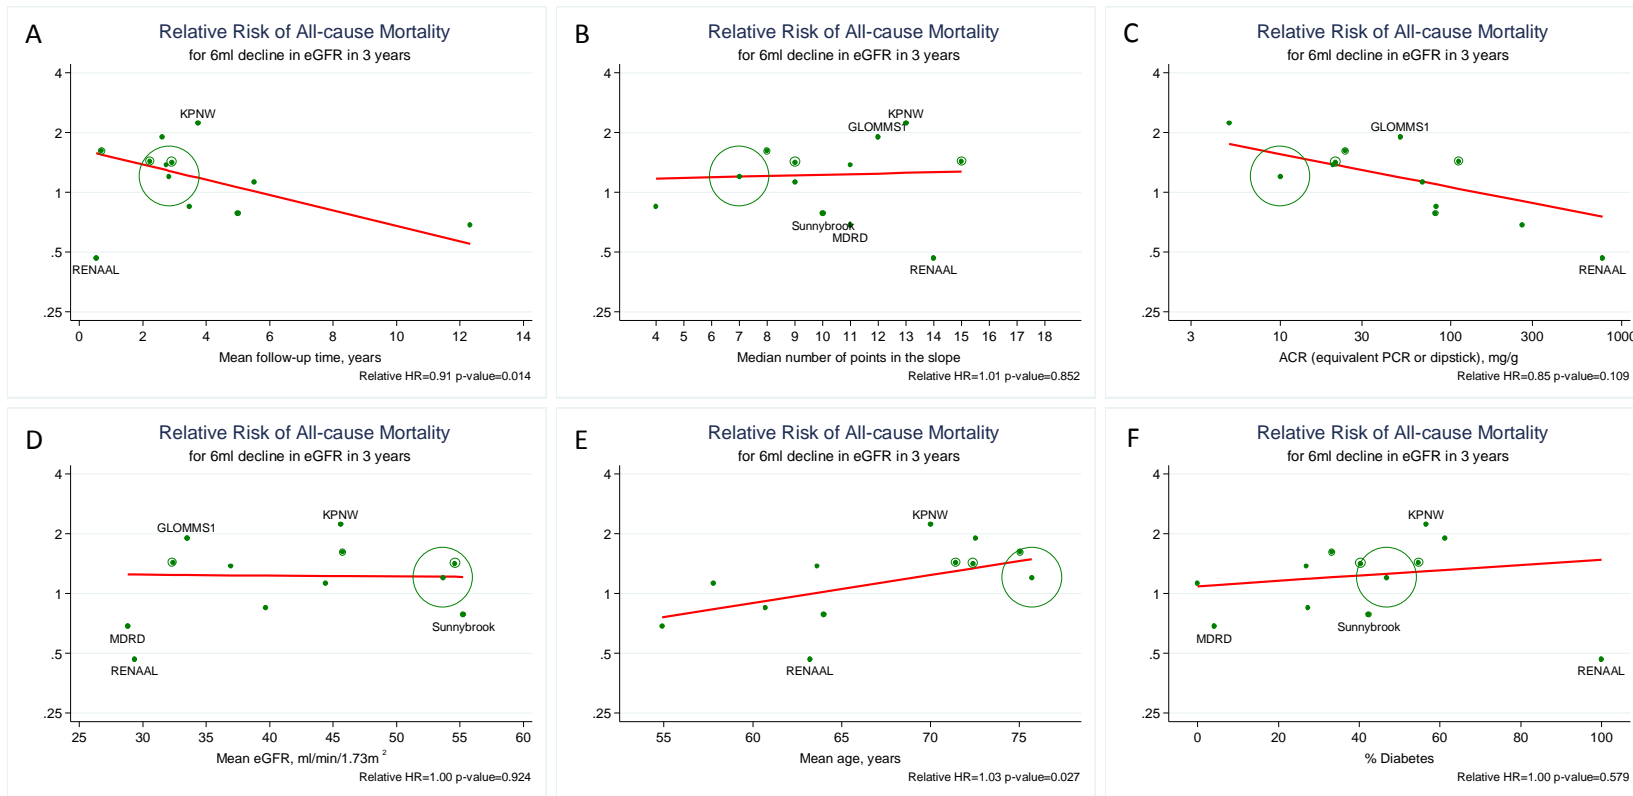 A
Relative Risk of All-cause Mortality
for 6ml decline in eGFR in 3 years
4
2
1
.5
.25
KPNW
RENAAL
0 2 4 6 8 10 12 14
Mean follow-up time, years
Relative HR=0.91 p-value=0.014
B
Relative Risk of All-cause Mortality
for 6ml decline in eGFR in 3 years
4
2
1
.5
.25
KPNW
GLOMMS1
Sunnybrook
MDRD
RENAAL
4 5 6 7 8 9 10 11 12 13 14 15 16 17 18
Median number of points in the slope
Relative HR=1.01 p-value=0.852
C
Relative Risk of All-cause Mortality
for 6ml decline in eGFR in 3 years
4
2
1
.5
.25
GLOMMS1
RENAAL
3 10 30 100 300 1000
ACR (equivalent PCR or dipstick), mg/g
Relative HR=0.85 p-value=0.109
D
Relative Risk of All-cause Mortality
for 6ml decline in eGFR in 3 years
4
2
1
.5
.25
KPNW
GLOMMS1
MDRD
Sunnybrook
RENAAL
25 30 35 40 45 50 55 60
Mean eGFR, ml/min/1.73m²
Relative HR=1.00 p-value=0.924
E
Relative Risk of All-cause Mortality
for 6ml decline in eGFR in 3 years
4
2
1
.5
.25
KPNW
RENAAL
55 60 65 70 75
Mean age, years
Relative HR=1.03 p-value=0.027
F
Relative Risk of All-cause Mortality
for 6ml decline in eGFR in 3 years
4
2
1
.5
.25
KPNW
Sunnybrook
MDRD
RENAAL
0 20 40 60 80 100
% Diabetes
Relative HR=1.00 p-value=0.579